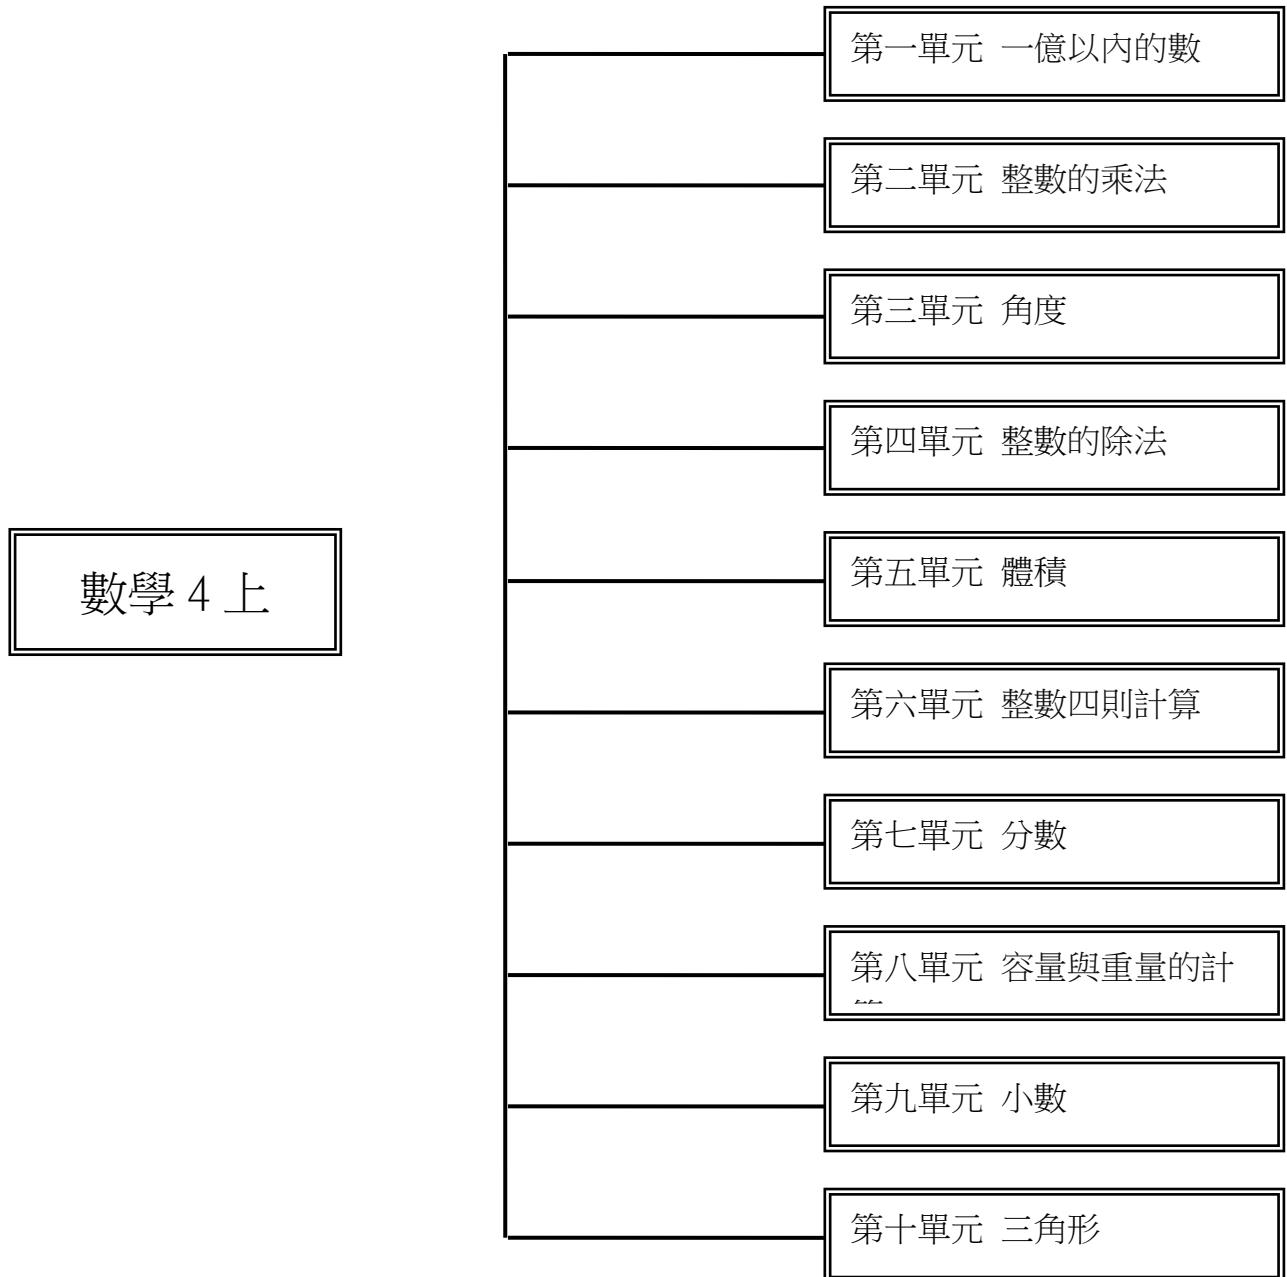 第一單元 一億以內的數
第二單元 整數的乘法
第三單元 角度
第四單元 整數的除法
數學 4 上
第五單元 體積
第六單元 整數四則計算
第七單元 分數
第八單元 容量與重量的計
第九單元 小數
第十單元 三角形